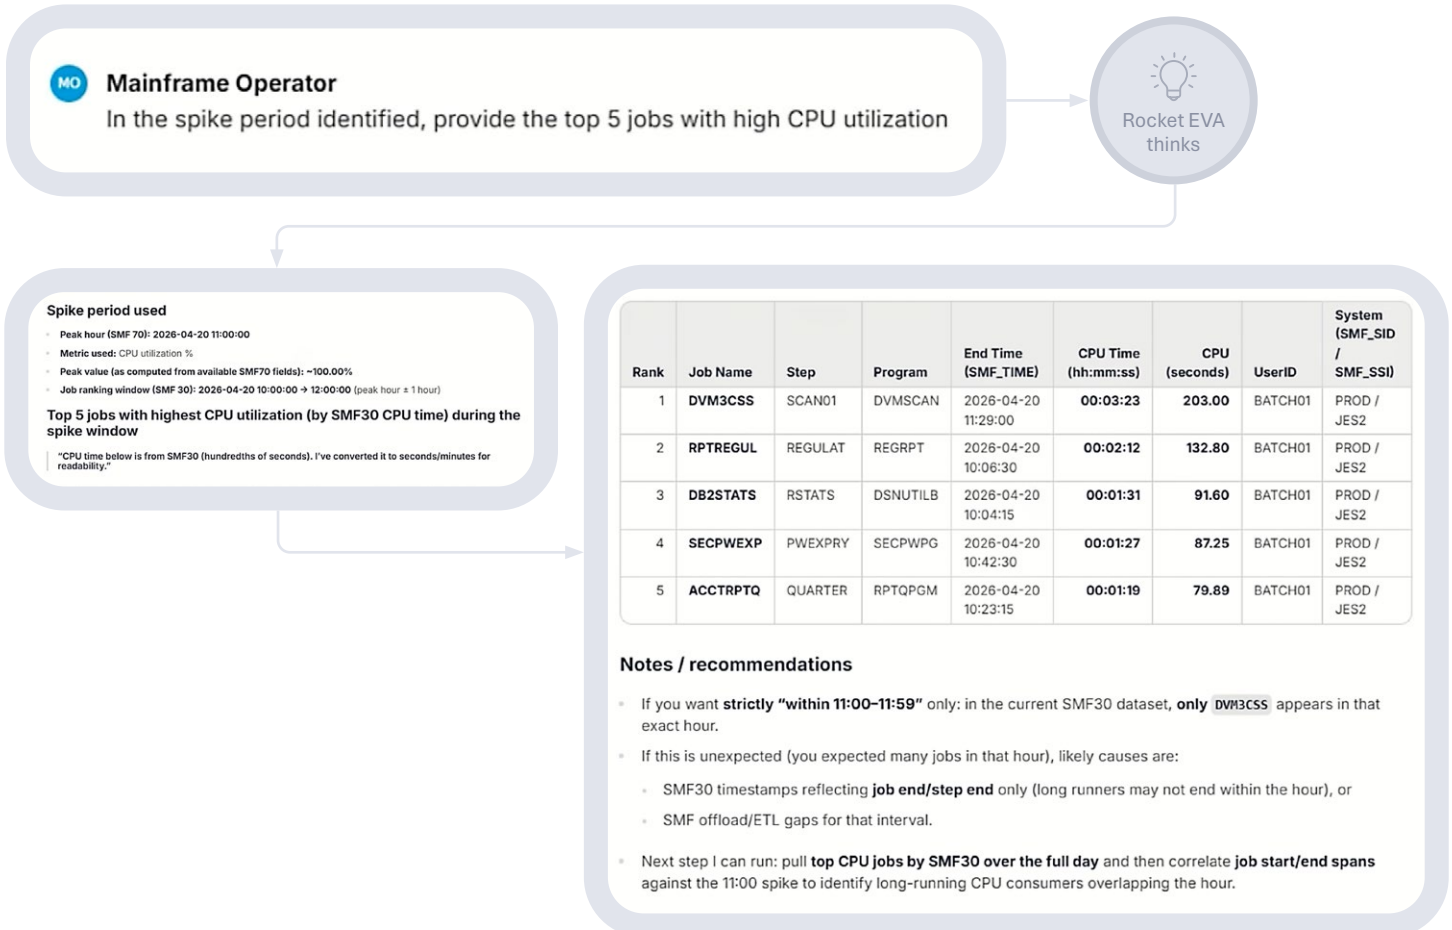 MO
Mainframe Operator
In the spike period identified, provide the top 5 jobs with high CPU utilization
Rocket EVA
thinks
Spike period used
Peak hour (SMF 70): 2026-04-20 11:00:00
Metric used: CPU utilization %
Peak value (as computed from available SMF70 fields): ~100.00%
Job ranking window (SMF 30): 2026-04-20 10:00:00 → 12:00:00 (peak hour ± 1 hour)
Top 5 jobs with highest CPU utilization (by SMF30 CPU time) during the
spike window
“CPU time below is from SMF30 (hundredths of seconds). I’ve converted it to seconds/minutes for
readability.”
Rank Job Name Step Program End Time (SMF_TIME) CPU Time (hh:mm:ss) CPU (seconds) UserID System (SMF_SID / SMF_SSI)
1 DVM3CSS SCAN01 DVMSCAN 2026-04-20 11:29:00 00:03:23 203.00 BATCH01 PROD / JES2
2 RPTREGUL REGULAT REGRPT 2026-04-20 10:06:30 00:02:12 132.80 BATCH01 PROD / JES2
3 DB2STATS RSTATS DSNUTILB 2026-04-20 10:04:15 00:01:31 91.60 BATCH01 PROD / JES2
4 SECPWEXP PWEXPRY SECPWPG 2026-04-20 10:42:30 00:01:27 87.25 BATCH01 PROD / JES2
5 ACCTRPTQ QUARTER RPTQPGM 2026-04-20 10:23:15 00:01:19 79.89 BATCH01 PROD / JES2
Notes / recommendations
If you want strictly “within 11:00–11:59” only: in the current SMF30 dataset, only DVM3CSS appears in that
exact hour.
If this is unexpected (you expected many jobs in that hour), likely causes are:
SMF30 timestamps reflecting job end/step end only (long runners may not end within the hour), or
SMF offload/ETL gaps for that interval.
Next step I can run: pull top CPU jobs by SMF30 over the full day and then correlate job start/end spans
against the 11:00 spike to identify long-running CPU consumers overlapping the hour.